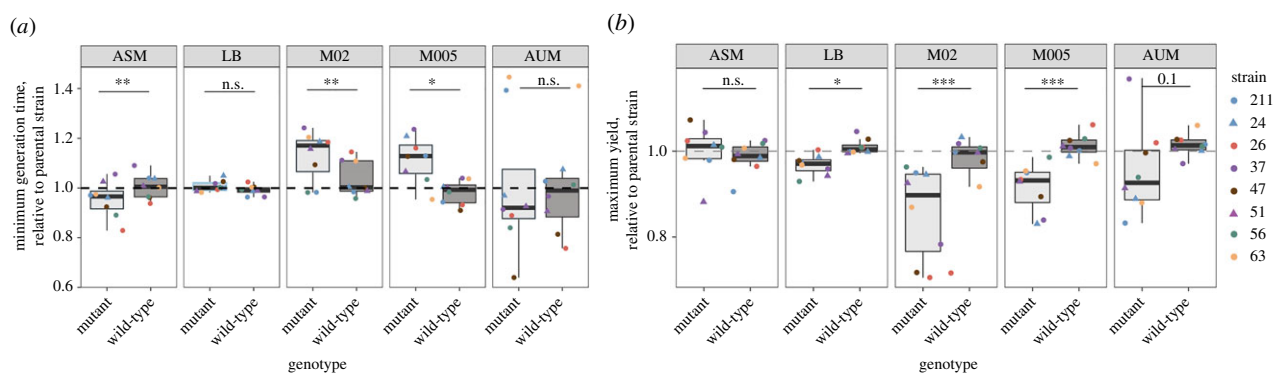 (a)
ASM LB M02 M005 AUM
** n.s. ** * n.s.
minimum generation time,
relative to parental strain
1.4
1.2
1.0
0.8
0.6
mutant wild-type mutant wild-type mutant wild-type mutant wild-type mutant wild-type
genotype
(b)
ASM LB M02 M005 AUM
n.s. * *** *** 0.1
maximum yield,
relative to parental strain
1.0
0.8
mutant wild-type mutant wild-type mutant wild-type mutant wild-type mutant wild-type
genotype
strain
211
24
26
37
47
51
56
63